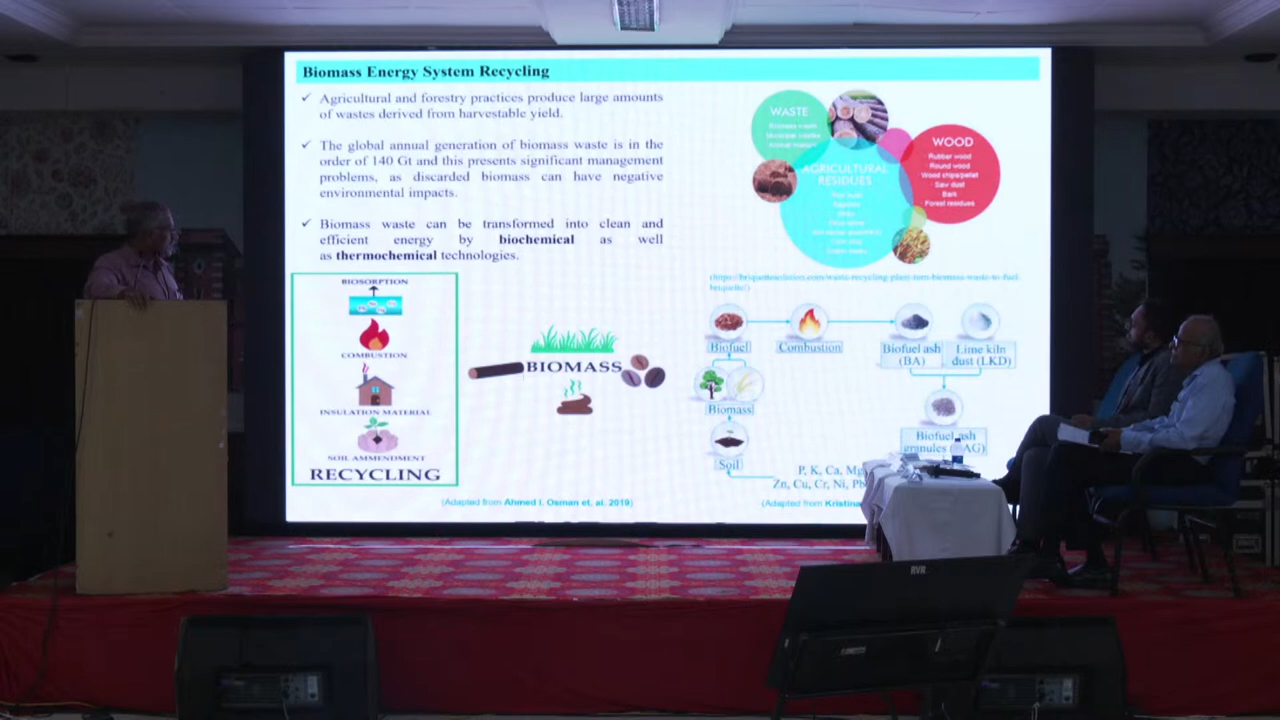 Biomass Energy System Recycling
✓ Agricultural and forestry practices produce large amounts
of wastes derived from harvestable yield.
✓ The global annual generation of biomass waste is in the
order of 140 Gt and this presents significant management
problems, as discarded biomass can have negative
environmental impacts.
✓ Biomass waste can be transformed into clean and
efficient energy by biochemical as well
as thermochemical technologies.
BIOSORPTION
COMBUSTION
INSULATION MATERIAL
SOIL AMMENDMENT
RECYCLING
BIOMASS
(Adapted from Ahmed I. Osman et. al. 2019)
WASTE
Biomass waste
Animal
AGRICULTURAL
RESIDUES
WOOD
Rubber wood
Round wood
Wood chips/pellet
Saw dust
Bark
Forest residues
Biofuel
Combustion
Biofuel ash
(BA)
Lime kiln
dust (LKD)
Biomass
Biofuel ash
granules
Soil
P, K, Ca, Mg
Zn, Cu, Cr, Ni, Pb
(Adapted from Kristina
RVR